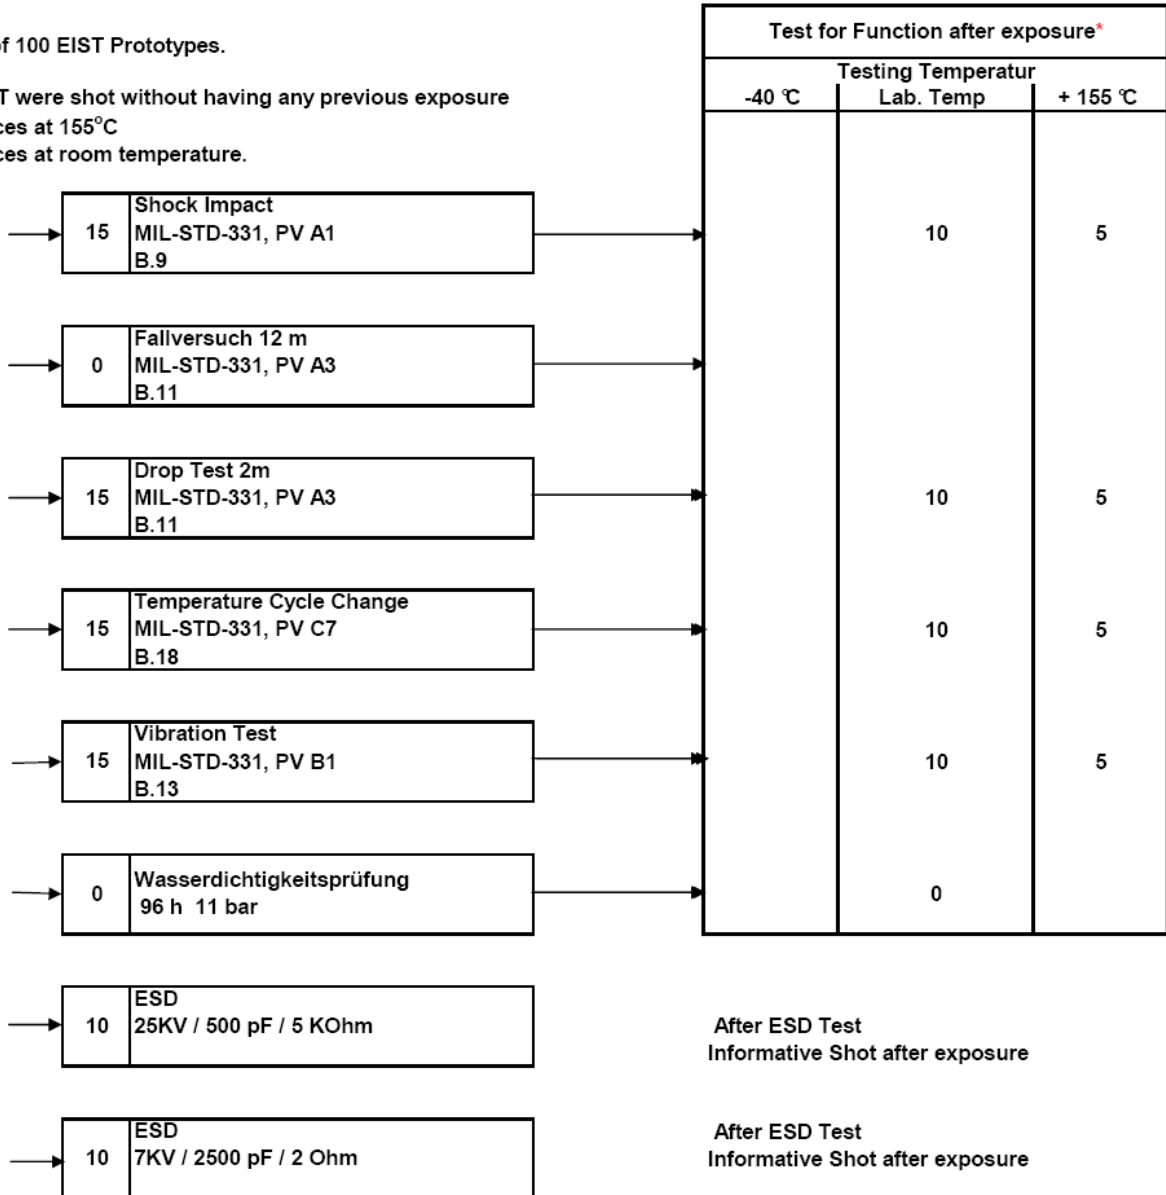 of 100 EIST Prototypes.
T were shot without having any previous exposure
ces at 155°C
ces at room temperature.
Test for Function after exposure*
Testing Temperatur
-40 °C Lab. Temp + 155 °C
Shock Impact
15 MIL-STD-331, PV A1 10 5
B.9
Fallversuch 12 m
0 MIL-STD-331, PV A3
B.11
Drop Test 2m
15 MIL-STD-331, PV A3 10 5
B.11
Temperature Cycle Change
15 MIL-STD-331, PV C7 10 5
B.18
Vibration Test
15 MIL-STD-331, PV B1 10 5
B.13
Wasserdichtigkeitsprüfung
0 0
96 h 11 bar
ESD
10 25KV / 500 pF / 5 KOhm
After ESD Test
Informative Shot after exposure
ESD
10 7KV / 2500 pF / 2 Ohm
After ESD Test
Informative Shot after exposure